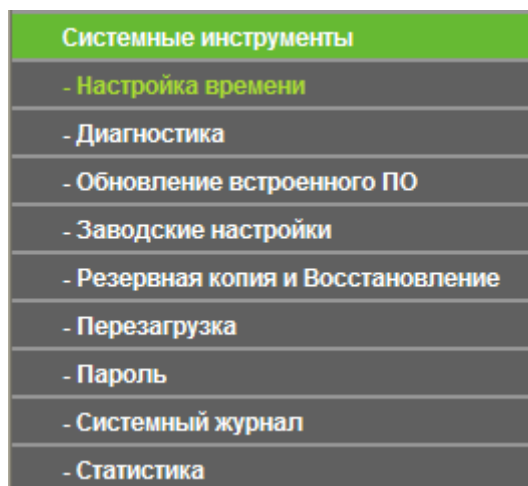 Системные инструменты
- Настройка времени
- Диагностика
- Обновление встроенного ПО
- Заводские настройки
- Резервная копия и Восстановление
- Перезагрузка
- Пароль
- Системный журнал
- Статистика